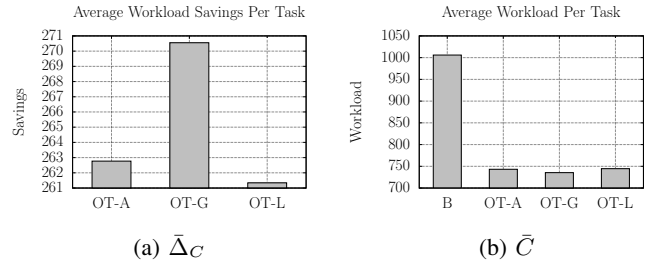 Average Workload Savings Per Task
271
270
269
268
267
266
265
264
263
262
261
Savings
OT-A OT-G OT-L
(a) Δ̄_C
Average Workload Per Task
1050
1000
950
900
850
800
750
700
Workload
B OT-A OT-G OT-L
(b) C̄